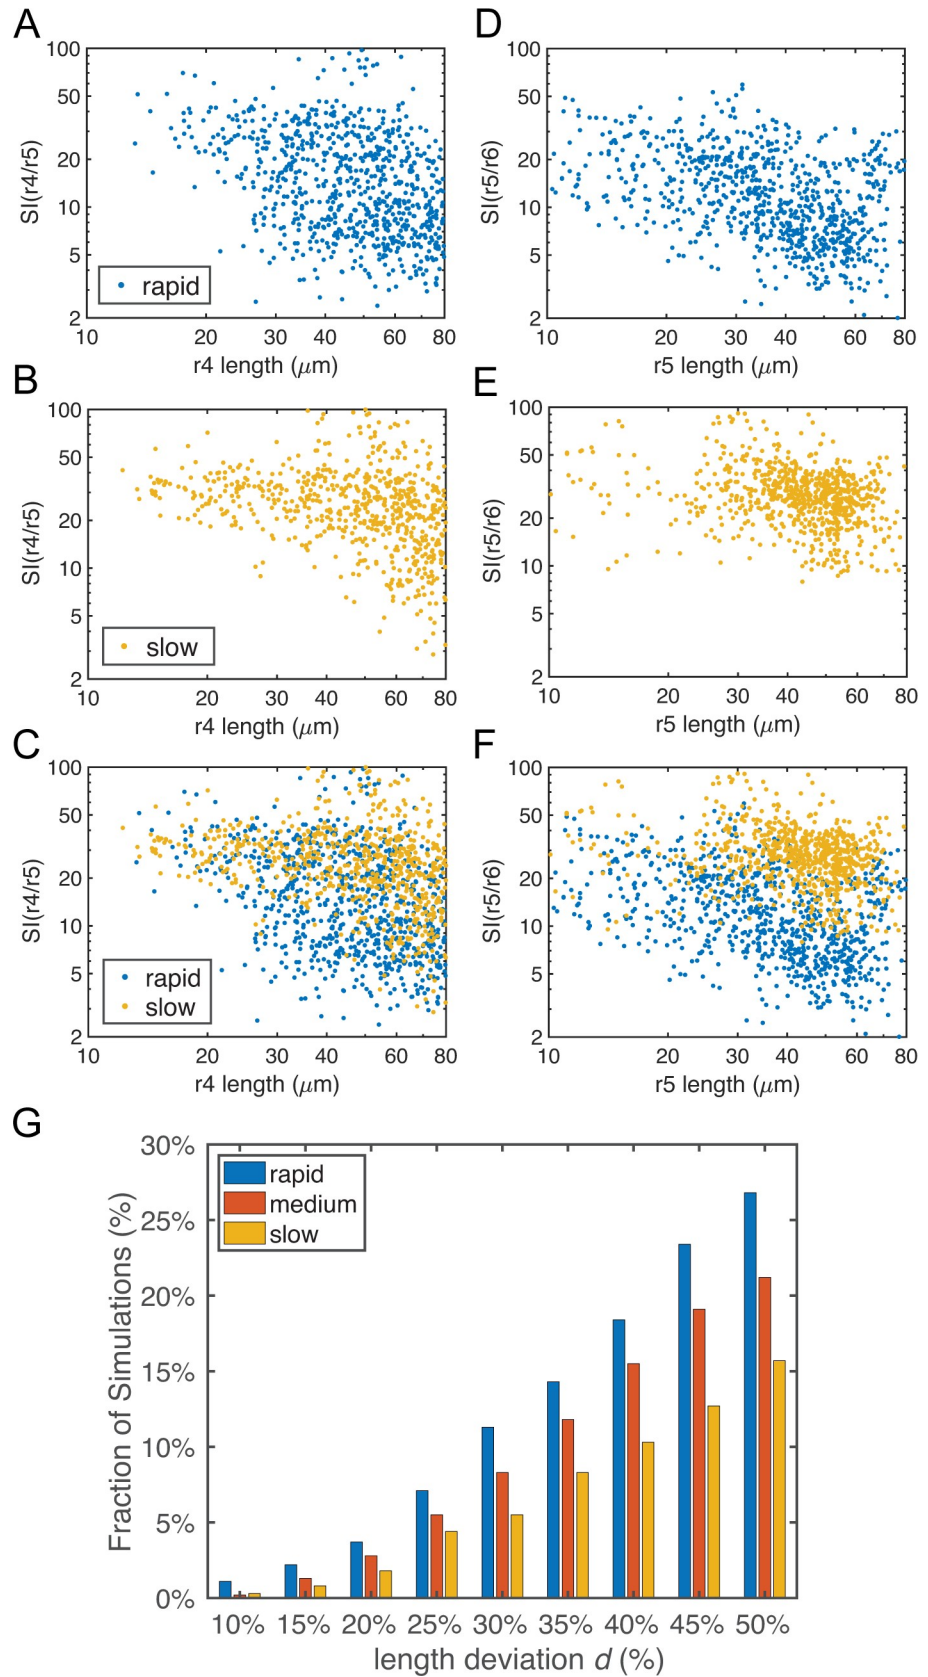 A
SI(r4/r5)
100
50
20
10
5
2
rapid
10 20 30 40 60 80
r4 length (μm)
D
SI(r5/r6)
100
50
20
10
5
2
10 20 30 40 60 80
r5 length (μm)
B
SI(r4/r5)
100
50
20
10
5
2
slow
10 20 30 40 60 80
r4 length (μm)
E
SI(r5/r6)
100
50
20
10
5
2
10 20 30 40 60 80
r5 length (μm)
C
SI(r4/r5)
100
50
20
10
5
2
rapid
slow
10 20 30 40 60 80
r4 length (μm)
F
SI(r5/r6)
100
50
20
10
5
2
10 20 30 40 60 80
r5 length (μm)
G
Fraction of Simulations (%)
30%
25%
20%
15%
10%
5%
0%
rapid
medium
slow
10% 15% 20% 25% 30% 35% 40% 45% 50%
length deviation d (%)